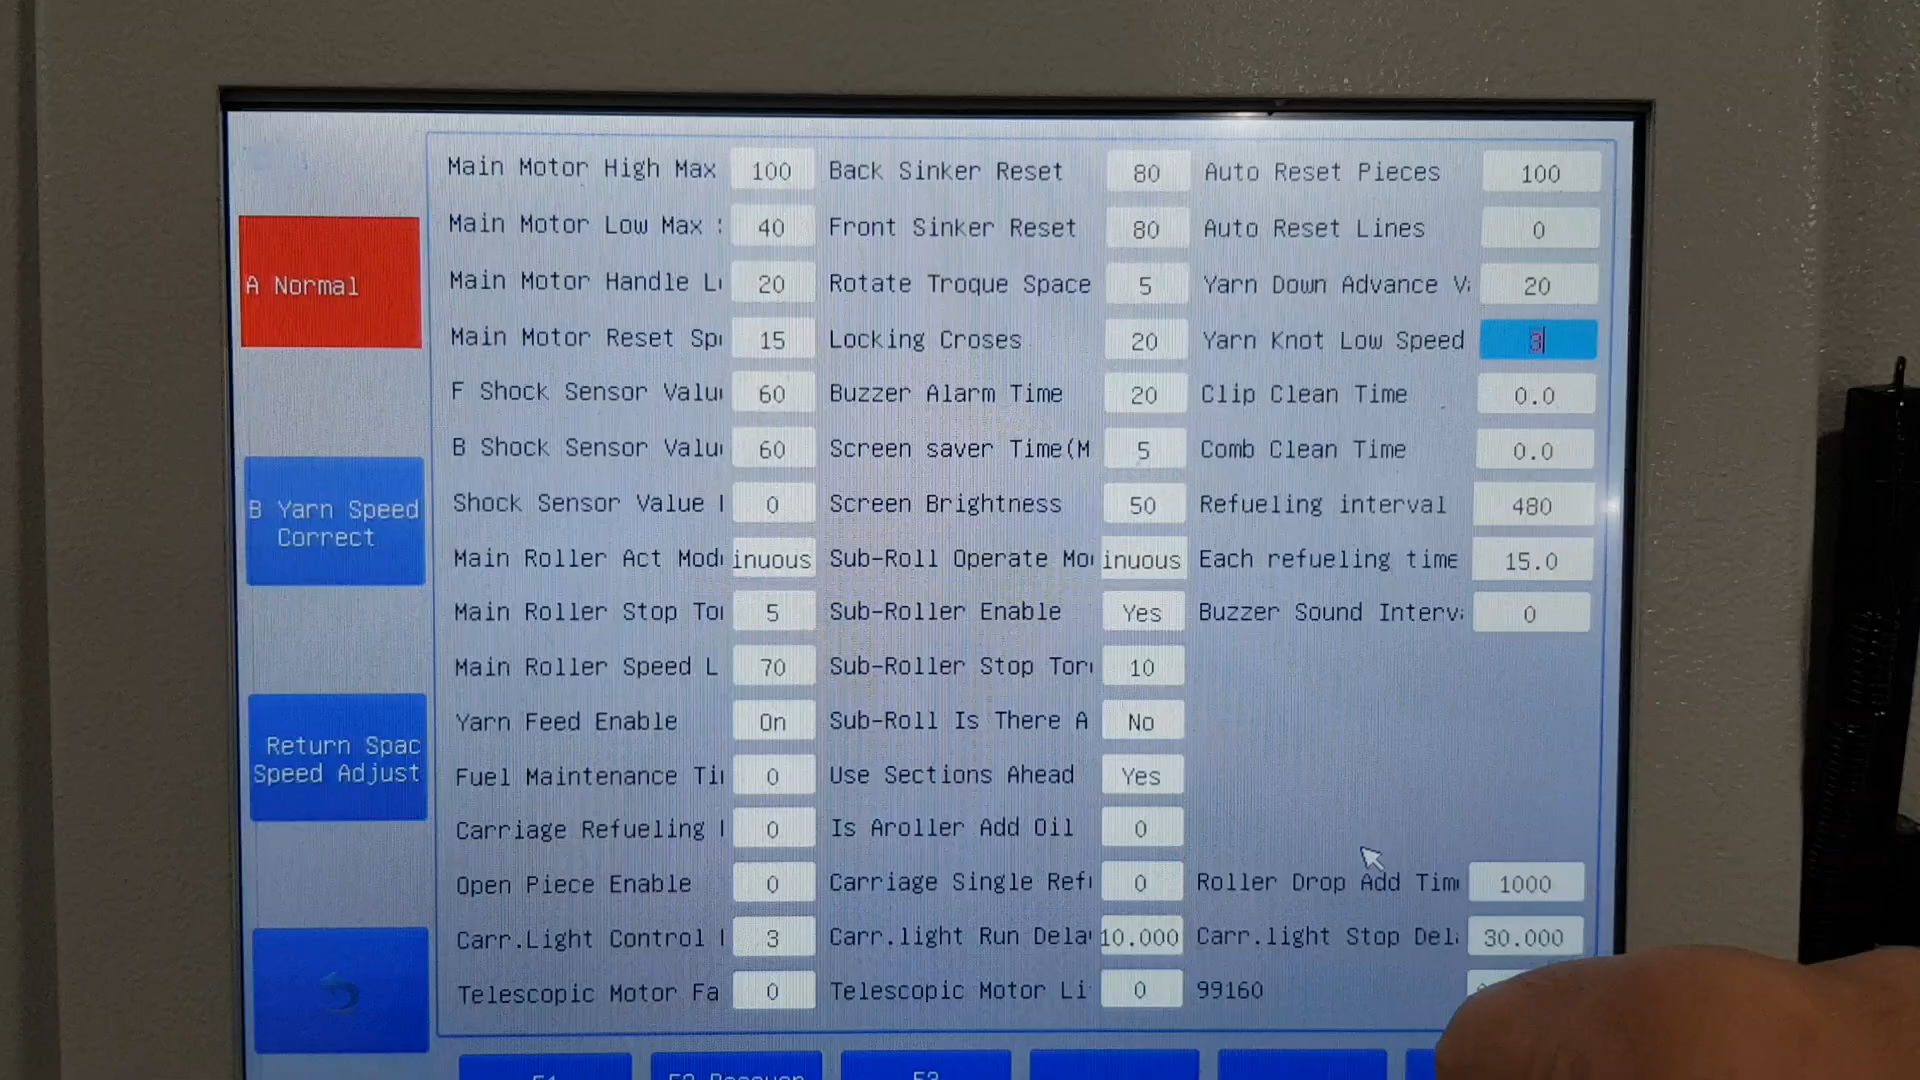 A Normal
B Yarn Speed
Correct
Return Spac
Speed Adjust
Main Motor High Max 100 Back Sinker Reset 80 Auto Reset Pieces 100
Main Motor Low Max 40 Front Sinker Reset 80 Auto Reset Lines 0
Main Motor Handle L 20 Rotate Troque Space 5 Yarn Down Advance V 20
Main Motor Reset Sp 15 Locking Croses 20 Yarn Knot Low Speed 3
F Shock Sensor Valu 60 Buzzer Alarm Time 20 Clip Clean Time 0.0
B Shock Sensor Valu 60 Screen saver Time(M 5 Comb Clean Time 0.0
Shock Sensor Value 0 Screen Brightness 50 Refueling interval 480
Main Roller Act Mod inuous Sub-Roll Operate Mo inuous Each refueling time 15.0
Main Roller Stop To 5 Sub-Roller Enable Yes Buzzer Sound Interv 0
Main Roller Speed L 70 Sub-Roller Stop Tor 10
Yarn Feed Enable On Sub-Roll Is There A No
Fuel Maintenance Ti 0 Use Sections Ahead Yes
Carriage Refueling 0 Is Aroller Add Oil 0
Open Piece Enable 0 Carriage Single Ref 0 Roller Drop Add Tim 1000
Carr.Light Control 3 Carr.light Run Dela 10.000 Carr.light Stop Del 30.000
Telescopic Motor Fa 0 Telescopic Motor Li 0 99160